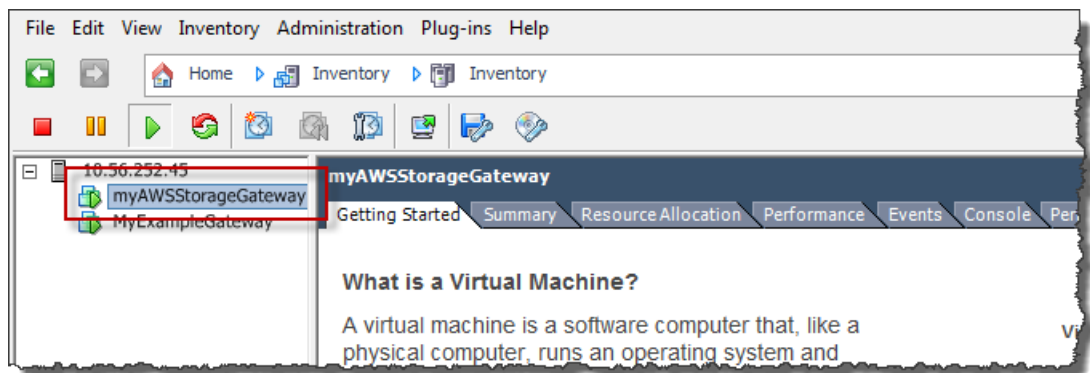 File Edit View Inventory Administration Plug-ins Help
Home Inventory Inventory
10.56.252.45
myAWSStorageGateway
MyExampleGateway
myAWSStorageGateway
Getting Started Summary Resource Allocation Performance Events Console
What is a Virtual Machine?
A virtual machine is a software computer that, like a
physical computer, runs an operating system and